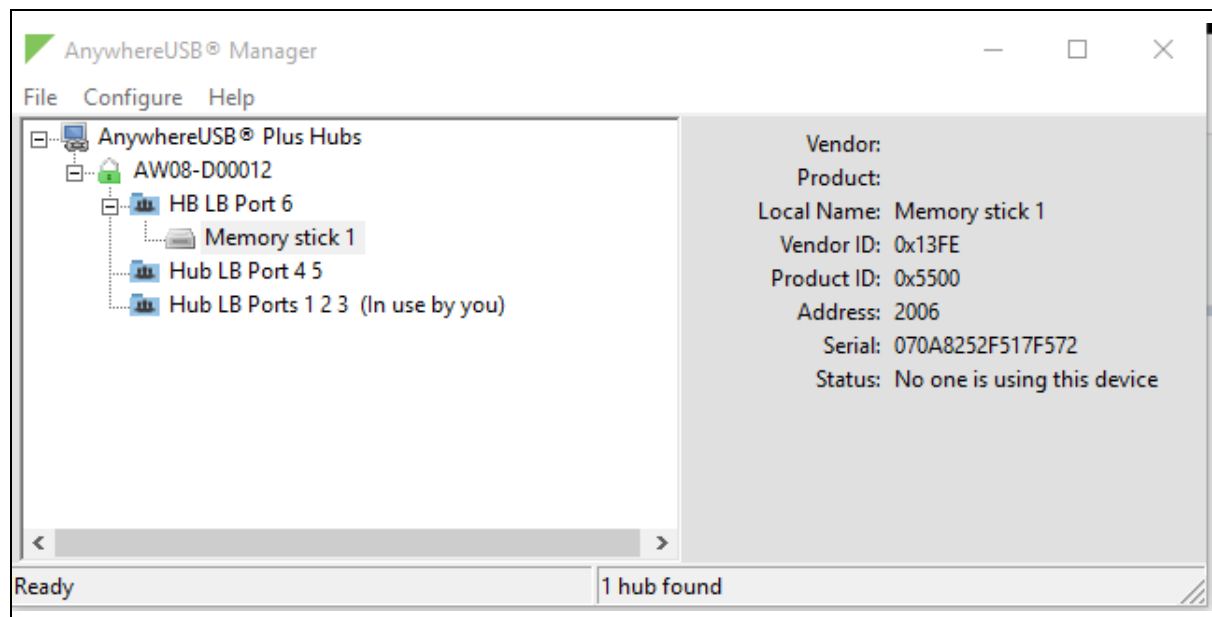 AnywhereUSB® Manager
File Configure Help
AnywhereUSB® Plus Hubs
AW08-D00012
HB LB Port 6
Memory stick 1
Hub LB Port 4 5
Hub LB Ports 1 2 3 (In use by you)
Vendor:
Product:
Local Name: Memory stick 1
Vendor ID: 0x13FE
Product ID: 0x5500
Address: 2006
Serial: 070A8252F517F572
Status: No one is using this device
Ready
1 hub found